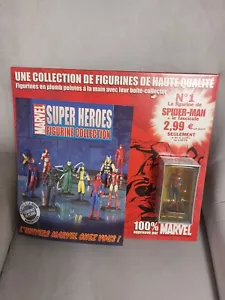 UNE COLLECTION DE FIGURINES DE HAUTE QUALITÉ
Figurines en plomb peintes à la main avec leur boîte-collector
N°1
La figurine de
SPIDER-MAN
+ le fascicule
2,99 €
SEULEMENT
MARVEL
SUPER HEROES
FIGURINE COLLECTION
L'UNIVERS MARVEL CHEZ VOUS !
100%
approuvé par
MARVEL